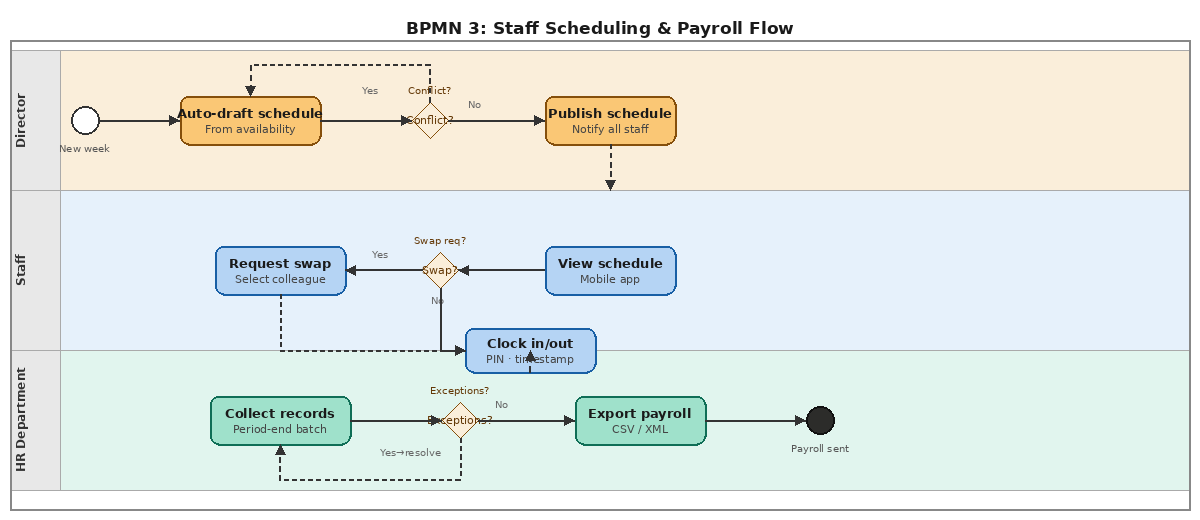 BPMN 3: Staff Scheduling & Payroll Flow
Director
New week
Auto-draft schedule
From availability
Yes
Conflict?
Conflict?
No
Publish schedule
Notify all staff
Staff
Request swap
Select colleague
Yes
Swap req?
Swap?
No
View schedule
Mobile app
Clock in/out
PIN · timestamp
HR Department
Collect records
Period-end batch
Exceptions?
Exceptions?
No
Yes→resolve
Export payroll
CSV / XML
Payroll sent